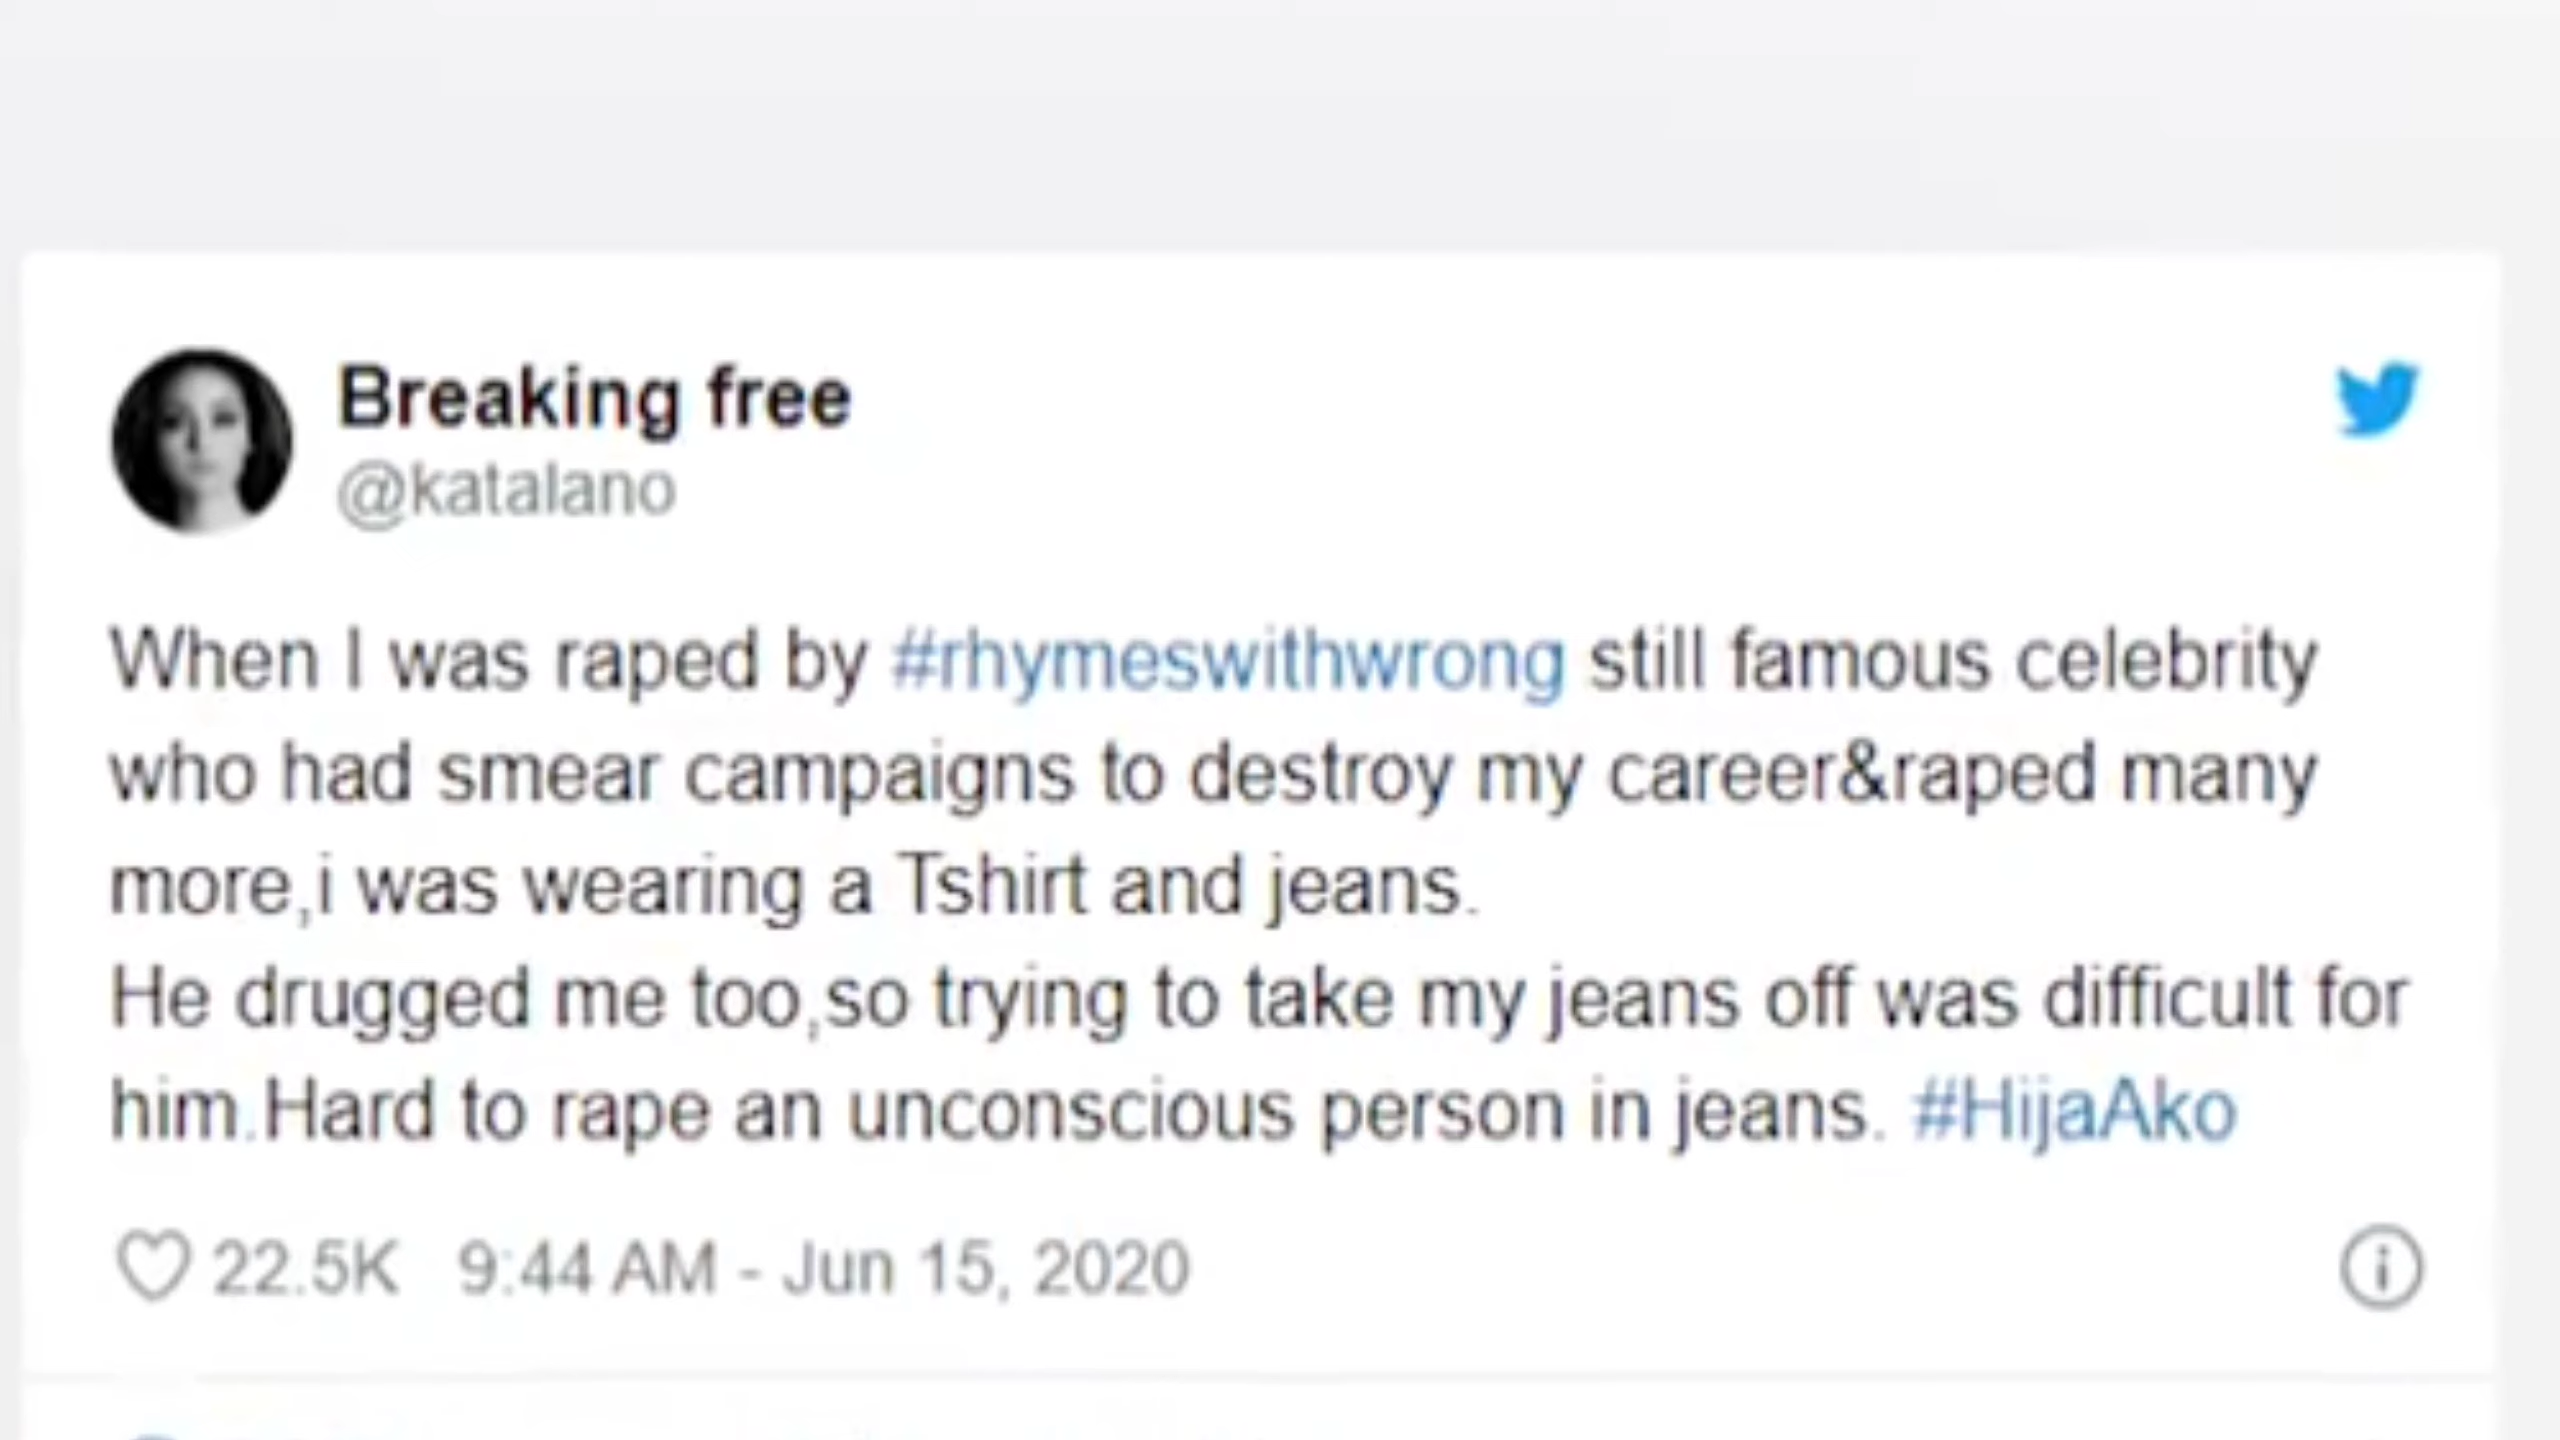 Breaking free
@katalano
When I was raped by #rhymeswithwrong still famous celebrity
who had smear campaigns to destroy my career&raped many
more,i was wearing a Tshirt and jeans.
He drugged me too,so trying to take my jeans off was difficult for
him.Hard to rape an unconscious person in jeans. #HijaAko
22.5K 9:44 AM - Jun 15, 2020